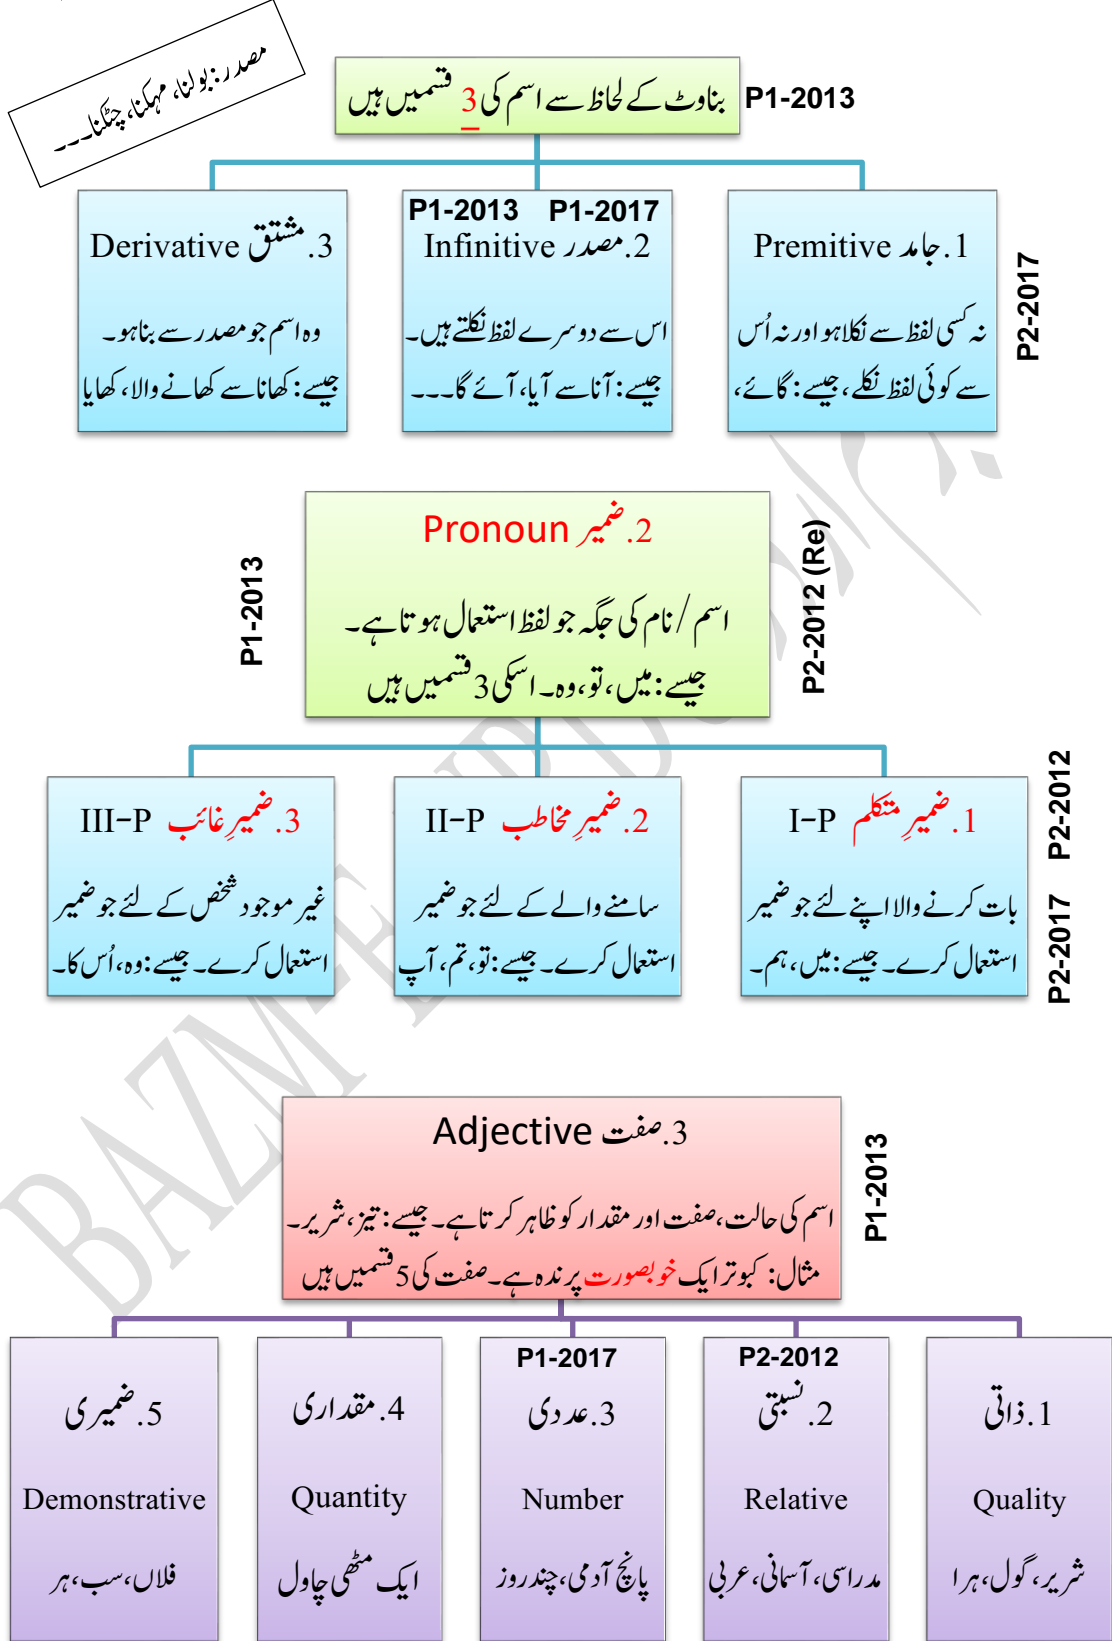 مصدر: بولنا، مہکنا، چٹکنا۔۔۔
بناوٹ کے لحاظ سے اسم کی 3 قسمیں ہیں
P1-2013
P2-2017
1. جامد Premitive
نہ کسی لفظ سے نکلا ہو اور نہ اُس
سے کوئی لفظ نکلے، جیسے: گائے،
P1-2013 P1-2017
2. مصدر Infinitive
اس سے دوسرے لفظ نکلتے ہیں۔
جیسے: آنا سے آیا، آئے گا۔۔۔
3. مشتق Derivative
وہ اسم جو مصدر سے بنا ہو۔
جیسے: کھانا سے کھانے والا، کھایا
P2-2012 (Re)
2. ضمیر Pronoun
اسم / نام کی جگہ جو لفظ استعمال ہوتا ہے۔
جیسے: میں، تو، وہ۔ اسکی 3 قسمیں ہیں
P1-2013
P2-2017 P2-2012
1. ضمیرِ متکلم I-P
بات کرنے والا اپنے لئے جو ضمیر
استعمال کرے۔ جیسے: میں، ہم۔
2. ضمیرِ مخاطب II-P
سامنے والے کے لئے جو ضمیر
استعمال کرے۔ جیسے: تو، تم، آپ
3. ضمیرِ غائب III-P
غیر موجود شخص کے لئے جو ضمیر
استعمال کرے۔ جیسے: وہ، اُس کا۔
3. صفت Adjective
اسم کی حالت، صفت اور مقدار کو ظاہر کرتا ہے۔ جیسے: تیز، شریر۔
مثال: کبوتر ایک خوبصورت پرندہ ہے۔ صفت کی 5 قسمیں ہیں
P1-2013
1. ذاتی
Quality
شریر، گول، ہرا
P2-2012
2. نسبتی
Relative
مدراسی، آسمانی، عربی
P1-2017
3. عددی
Number
پانچ آدمی، چند روز
4. مقداری
Quantity
ایک مٹھی چاول
5. ضمیری
Demonstrative
فلاں، سب، ہر
BAZM-E